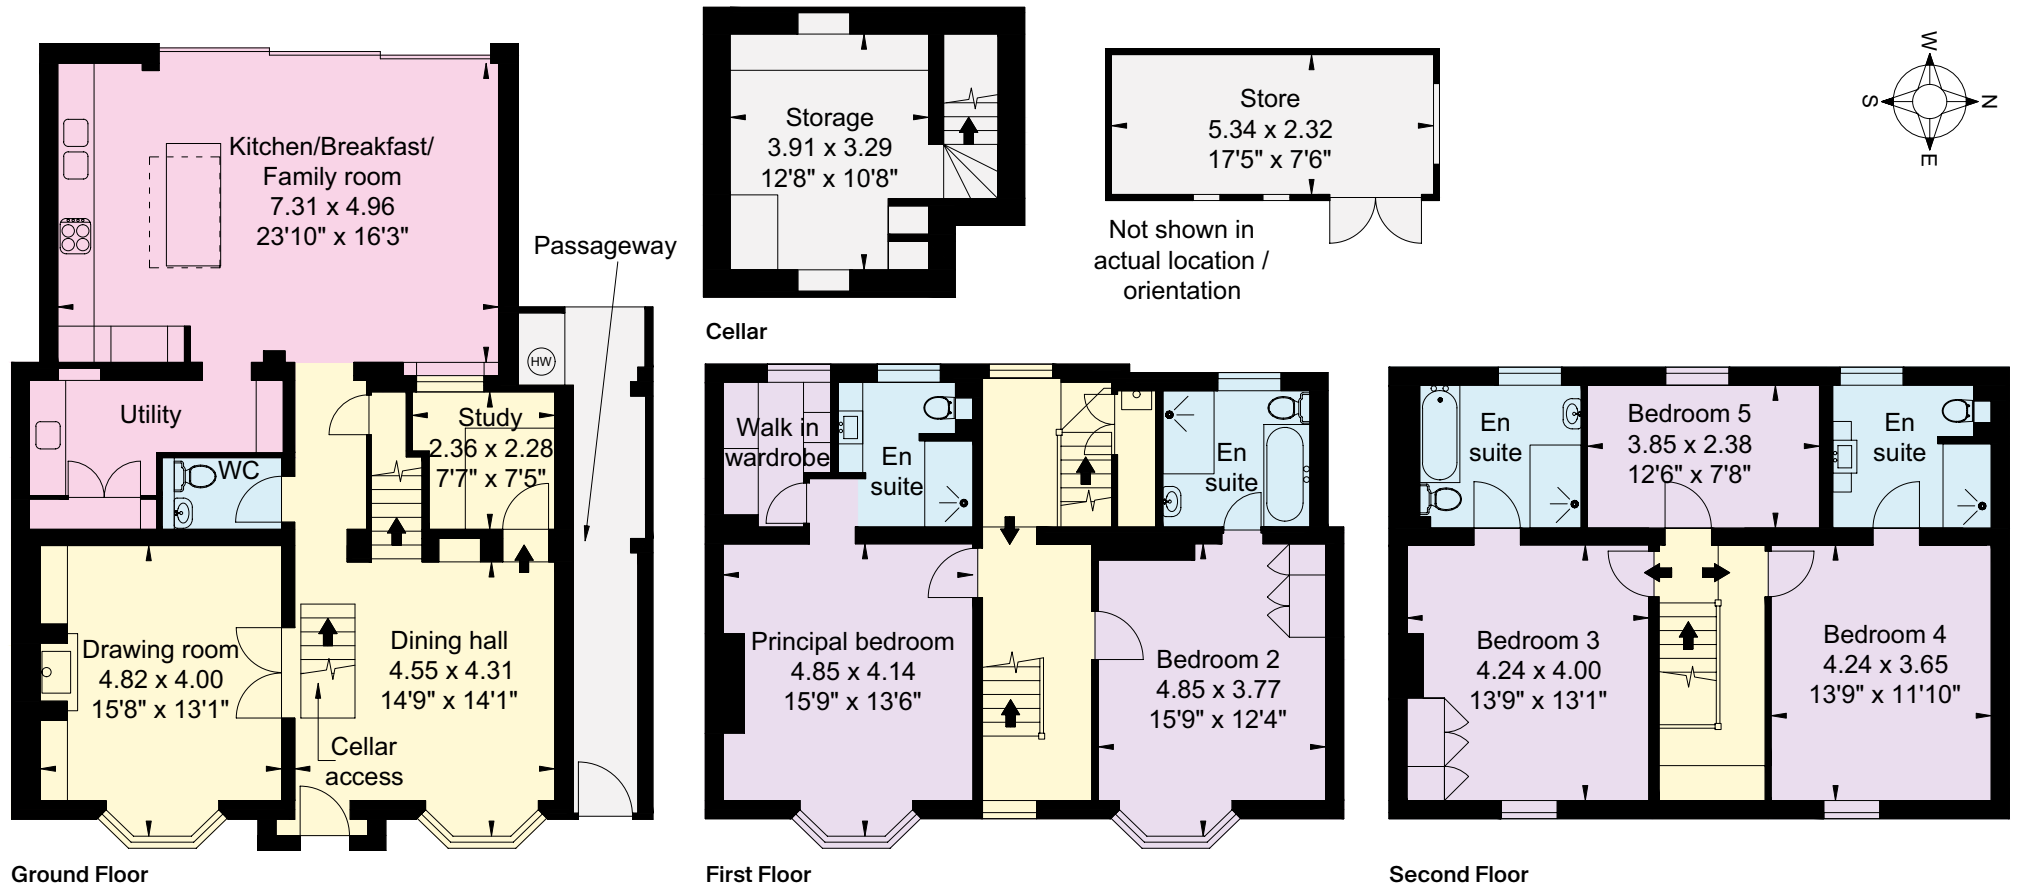 Kitchen/Breakfast/
Family room
7.31 x 4.96
23'10" x 16'3"
Passageway
HW
Utility
WC
Study
2.36 x 2.28
7'7" x 7'5"
Drawing room
4.82 x 4.00
15'8" x 13'1"
Dining hall
4.55 x 4.31
14'9" x 14'1"
Cellar
access
Ground Floor
Storage
3.91 x 3.29
12'8" x 10'8"
Cellar
Store
5.34 x 2.32
17'5" x 7'6"
Not shown in
actual location /
orientation
W
S
N
E
Walk in
wardrobe
En
suite
En
suite
Principal bedroom
4.85 x 4.14
15'9" x 13'6"
Bedroom 2
4.85 x 3.77
15'9" x 12'4"
First Floor
En
suite
Bedroom 5
3.85 x 2.38
12'6" x 7'8"
En
suite
Bedroom 3
4.24 x 4.00
13'9" x 13'1"
Bedroom 4
4.24 x 3.65
13'9" x 11'10"
Second Floor